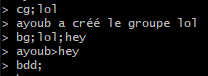 > cg;lol
> ayoub a créé le groupe lol
> bg;lol;hey
> ayoub>hey
> bdd;